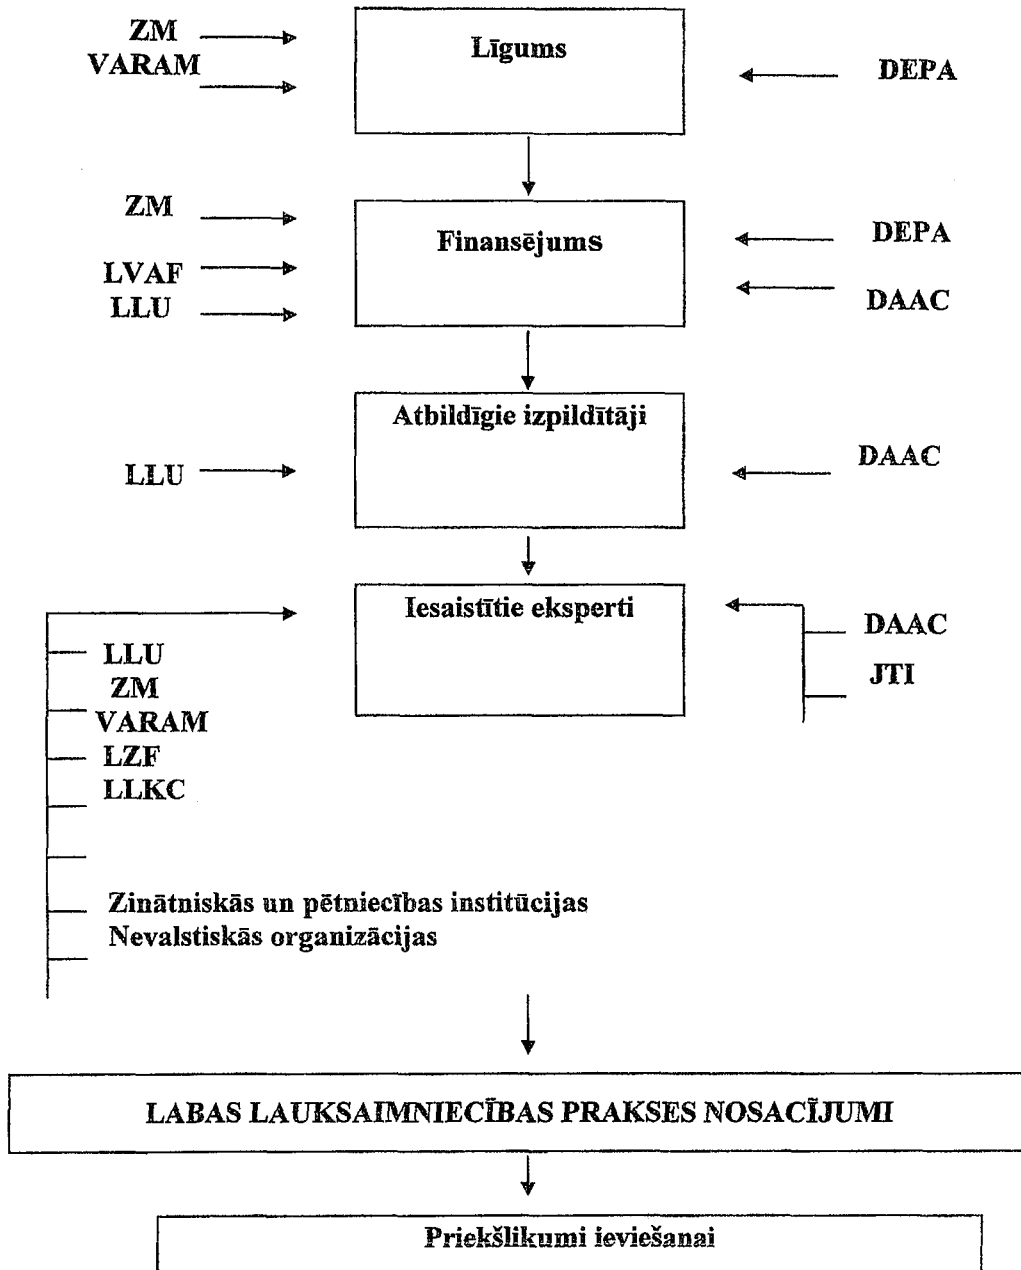 ZM
VARAM
Līgums
DEPA
ZM
LVAF
LLU
Finansējums
DEPA
DAAC
Atbildīgie izpildītāji
LLU
DAAC
Iesaistītie eksperti
LLU
ZM
VARAM
LZF
LLKC
Zinātniskās un pētniecības institūcijas
Nevalstiskās organizācijas
DAAC
JTI
LABAS LAUKSAIMNIECĪBAS PRAKSES NOSACĪJUMI
Priekšlikumi ieviešanai